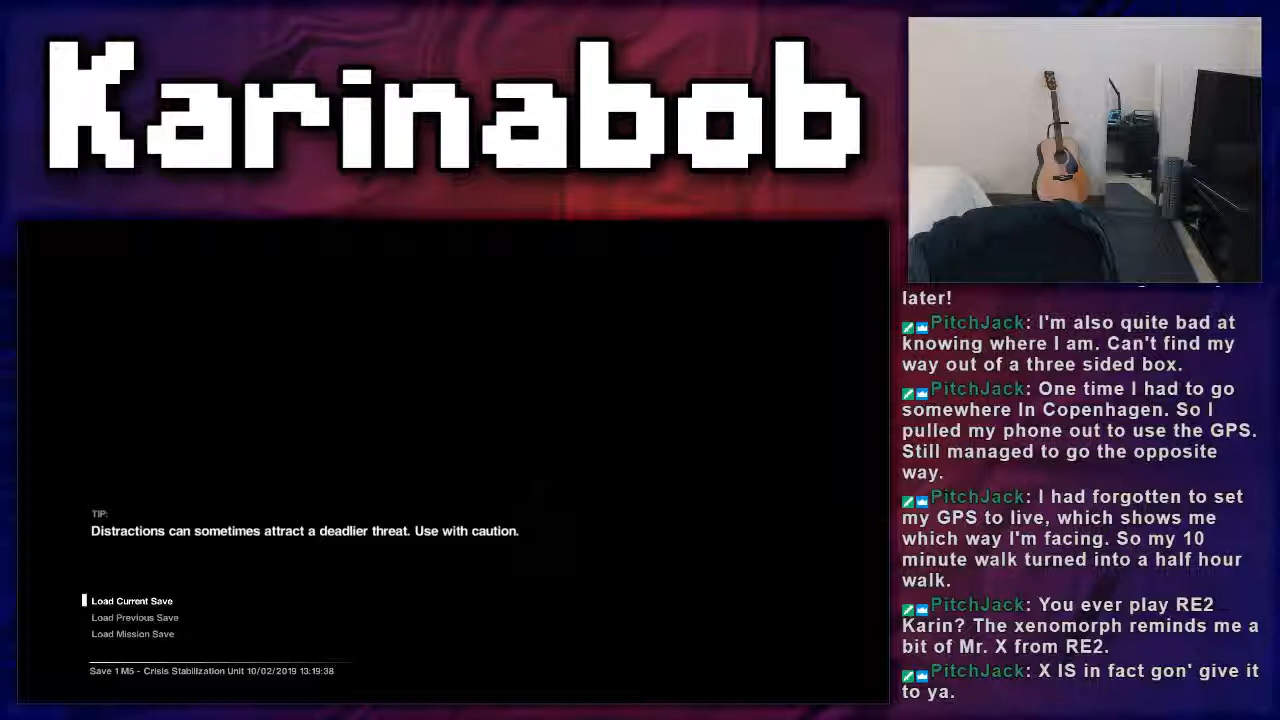 Karinabob
later!
PitchJack: I'm also quite bad at
knowing where I am. Can't find my
way out of a three sided box.
PitchJack: One time I had to go
somewhere In Copenhagen. So I
pulled my phone out to use the GPS.
Still managed to go the opposite
way.
PitchJack: I had forgotten to set
my GPS to live, which shows me
which way I'm facing. So my 10
minute walk turned into a half hour
walk.
PitchJack: You ever play RE2
Karin? The xenomorph reminds me a
bit of Mr. X from RE2.
PitchJack: X IS in fact gon' give it
to ya.
TIP:
Distractions can sometimes attract a deadlier threat. Use with caution.
Load Current Save
Load Previous Save
Load Mission Save
Save 1 M5 - Crisis Stabilization Unit 10/02/2019 13:19:38